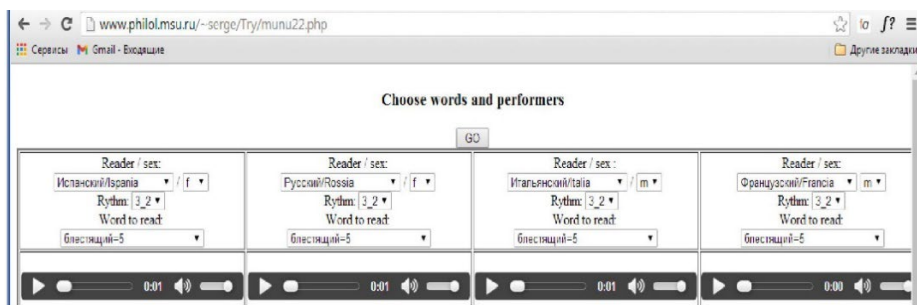 www.philol.msu.ru/~serge/Try/munu22.php
Сервисы Gmail - Входящие Другие закладки
Choose words and performers
GO
Reader / sex: Reader / sex: Reader / sex : Reader / sex:
Испанский/Ispania / f Русский/Rossia / f Итальянский/Italia / m Французский/Francia m
Rythm: 3_2 Rythm: 3_2 Rythm: 3_2 Rythm: 3_2
Word to read: Word to read: Word to read: Word to read:
блестящий=5 блестящий=5 блестящий=5 блестящий=5
0:01 0:01 0:01 0:00